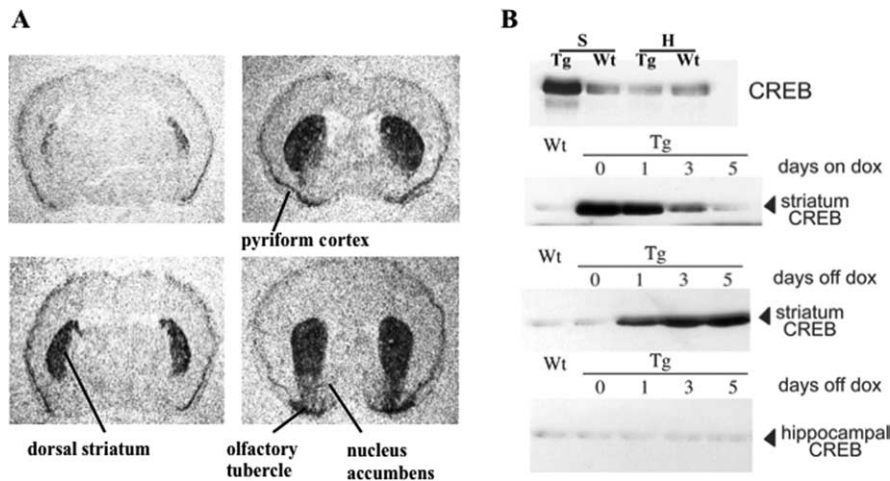 A
pyriform cortex
dorsal striatum
olfactory
tubercle
nucleus
accumbens
B
S H
Tg Wt Tg Wt
CREB
Wt Tg
0 1 3 5 days on dox
striatum
CREB
Wt Tg
0 1 3 5 days off dox
striatum
CREB
Wt Tg
0 1 3 5 days off dox
hippocampal
CREB